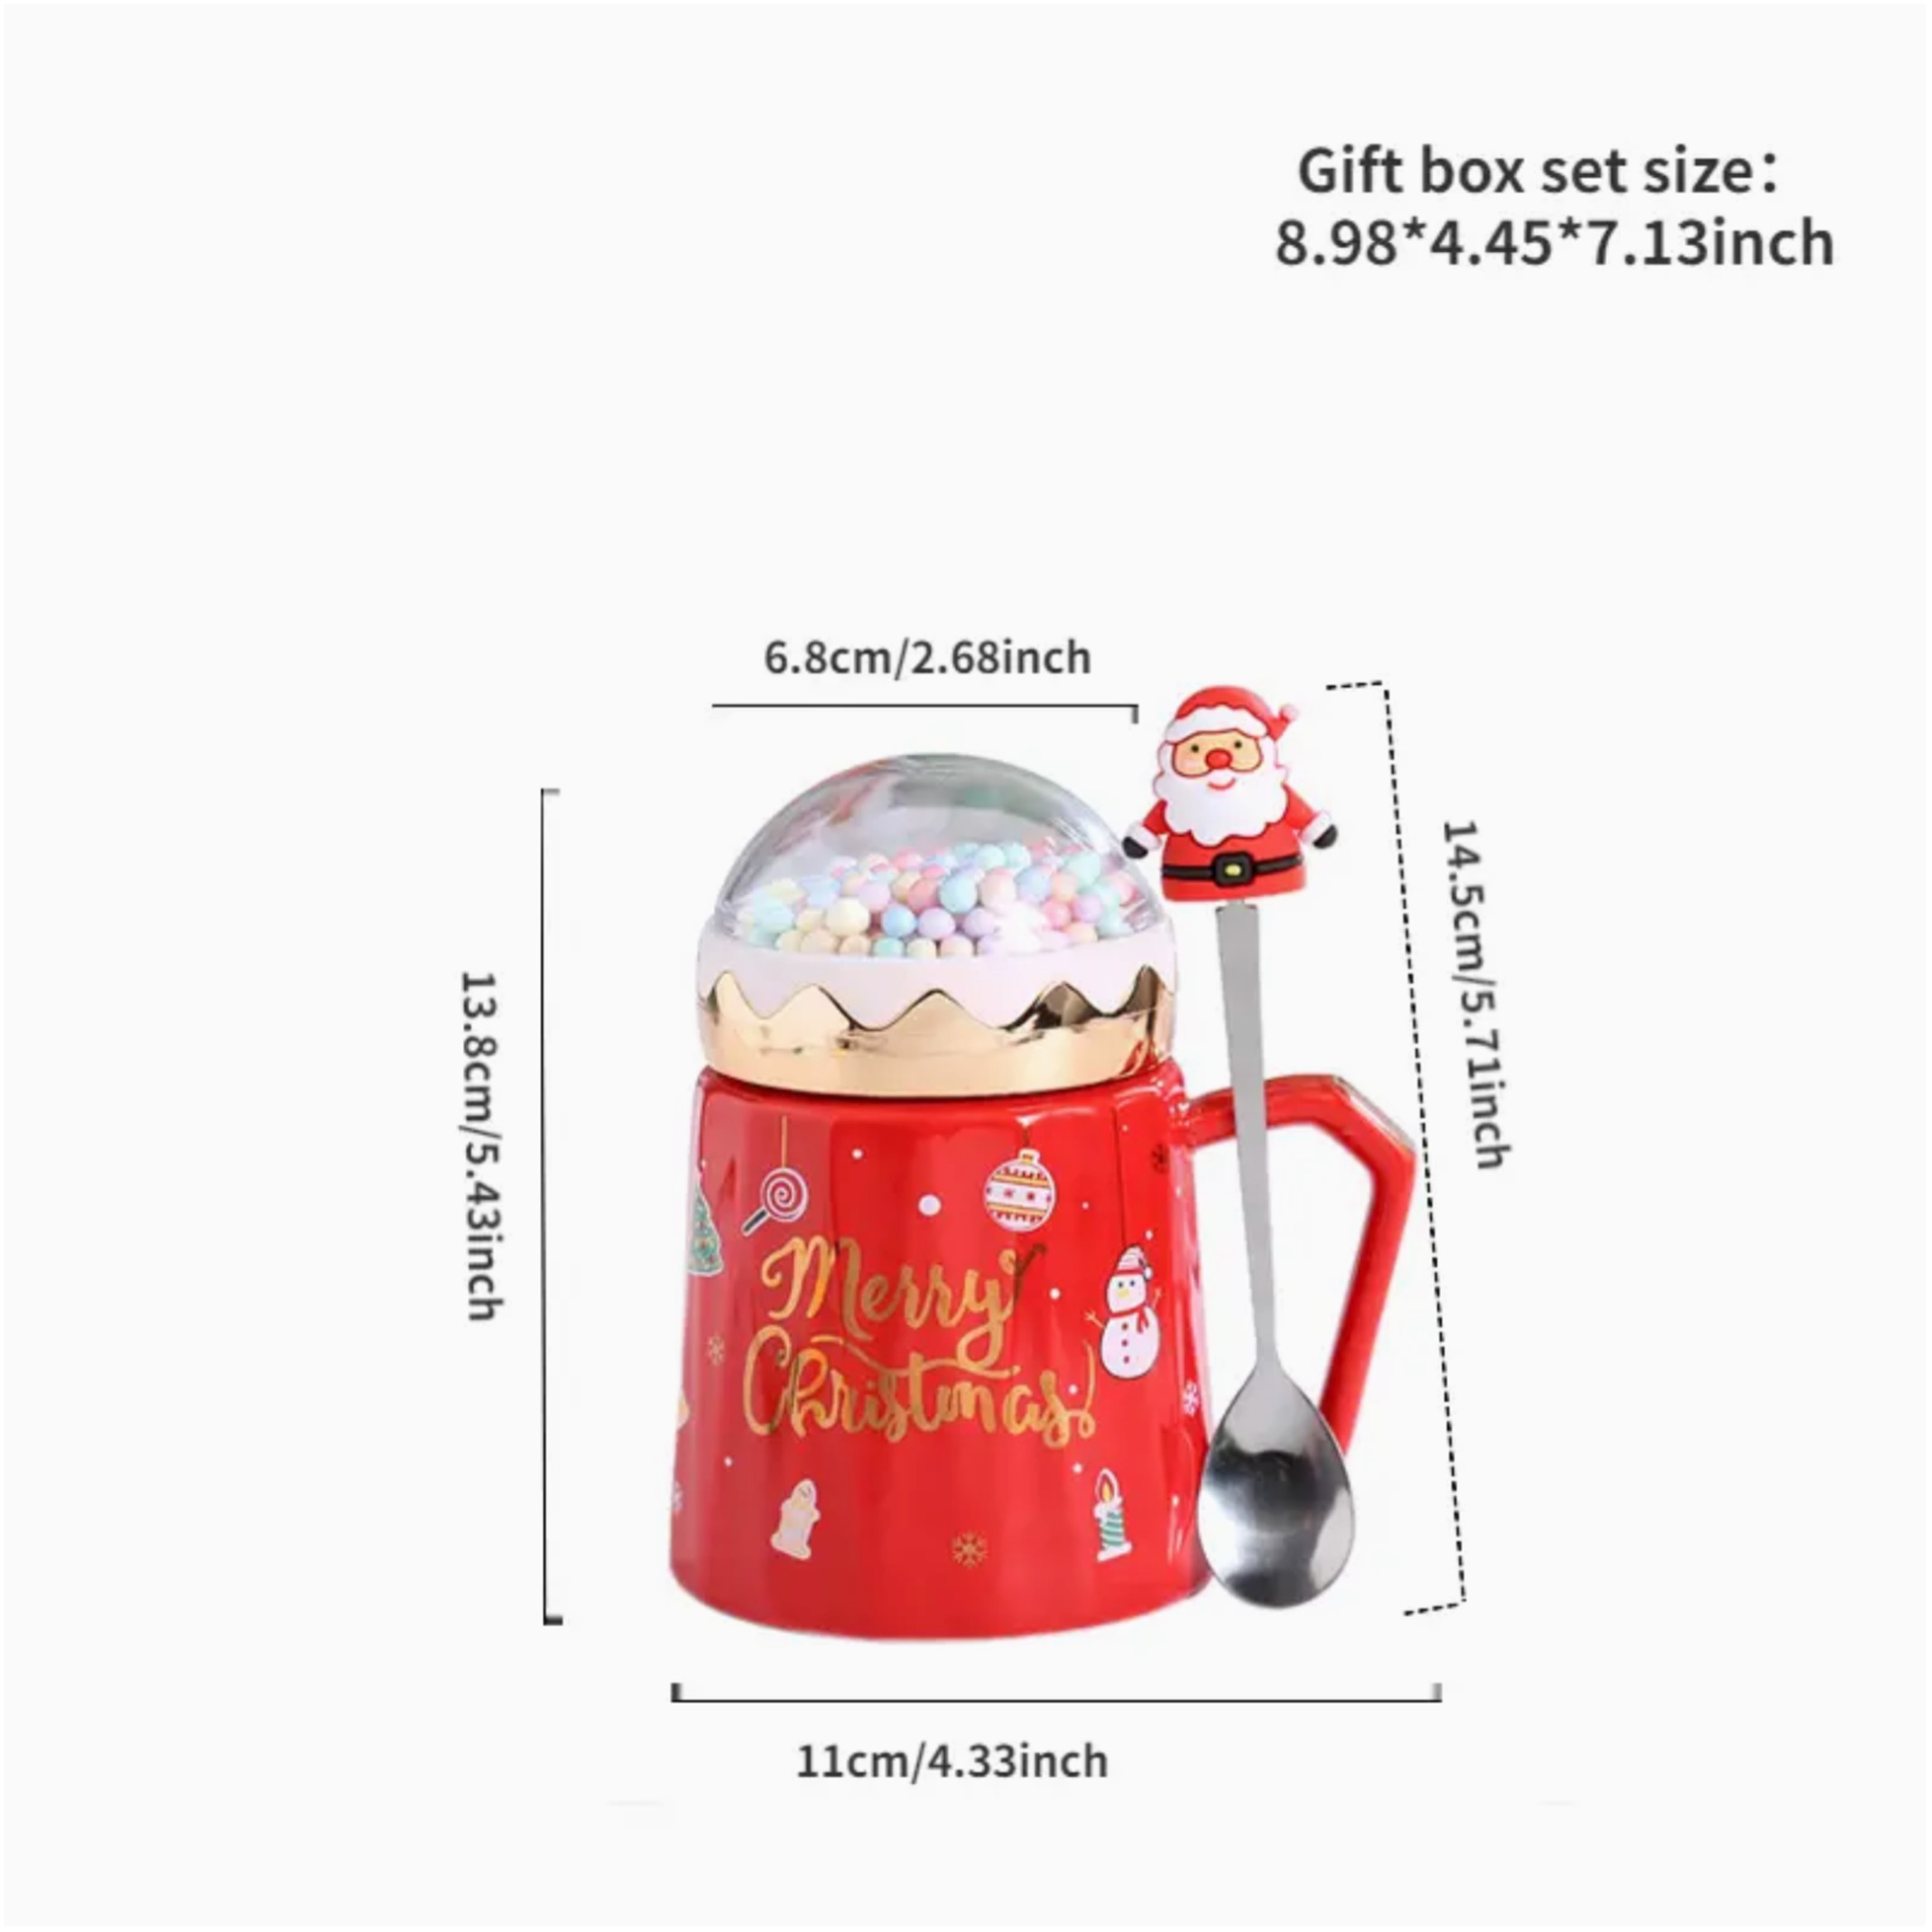 Gift box set size:
8.98*4.45*7.13inch
6.8cm/2.68inch
13.8cm/5.43inch
14.5cm/5.71inch
Merry
Christmas
11cm/4.33inch